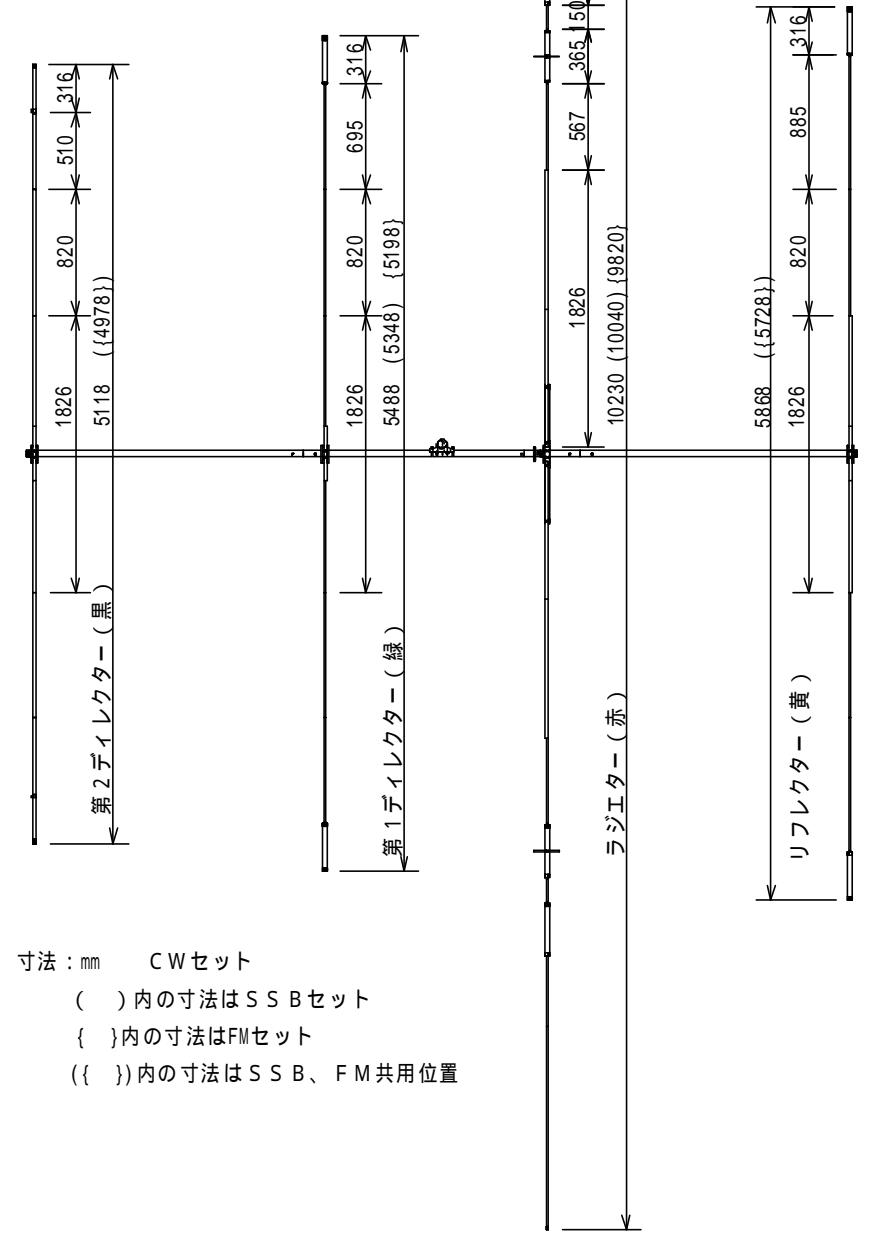 316
510
820
1826
5118 ({4978})
第2ディレクター(黒)
316
695
820
1826
5488 (5348) {5198}
第1ディレクター(緑)
150
365
567
1826
10230 (10040) {9820}
ラジエター(赤)
316
885
820
1826
5868 ({5728})
リフレクター(黄)
寸法:㎜ CWセット
( )内の寸法はSSBセット
{ }内の寸法はFMセット
({ })内の寸法はSSB、FM共用位置